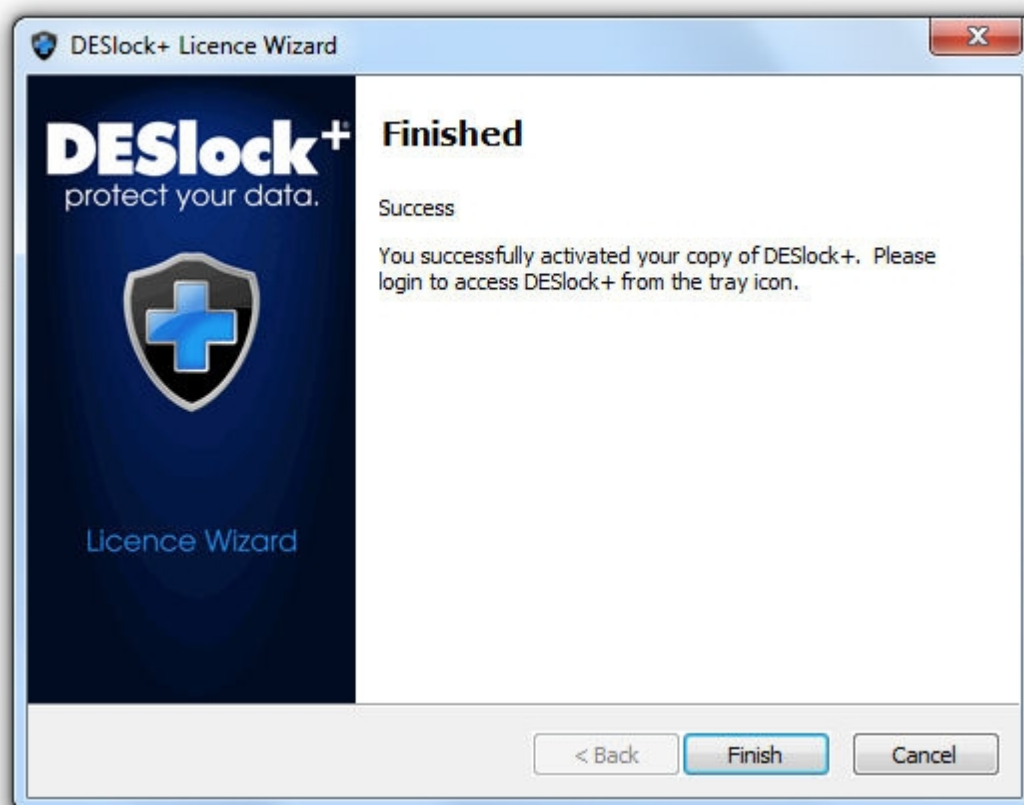 DESlock+ Licence Wizard
DESlock+
protect your data.
Licence Wizard
Finished
Success
You successfully activated your copy of DESlock+.  Please
login to access DESlock+ from the tray icon.
< Back
Finish
Cancel